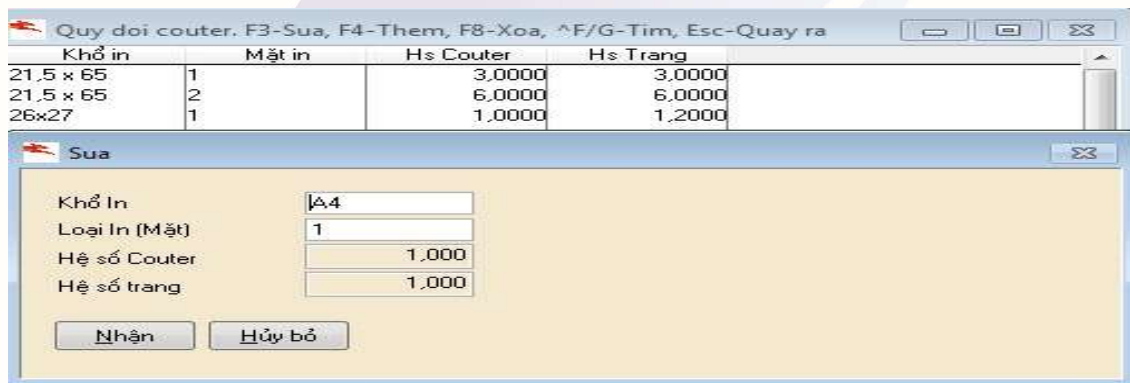 Quy doi couter. F3-Sua, F4-Them, F8-Xoa, ^F/G-Tim, Esc-Quay ra
Khổ in Mặt in Hs Couter Hs Trang
21,5 x 65 1 3,0000 3,0000
21,5 x 65 2 6,0000 6,0000
26x27 1 1,0000 1,2000
Sua
Khổ In A4
Loại In (Mặt) 1
Hệ số Couter 1,000
Hệ số trang 1,000
Nhận Hủy bỏ